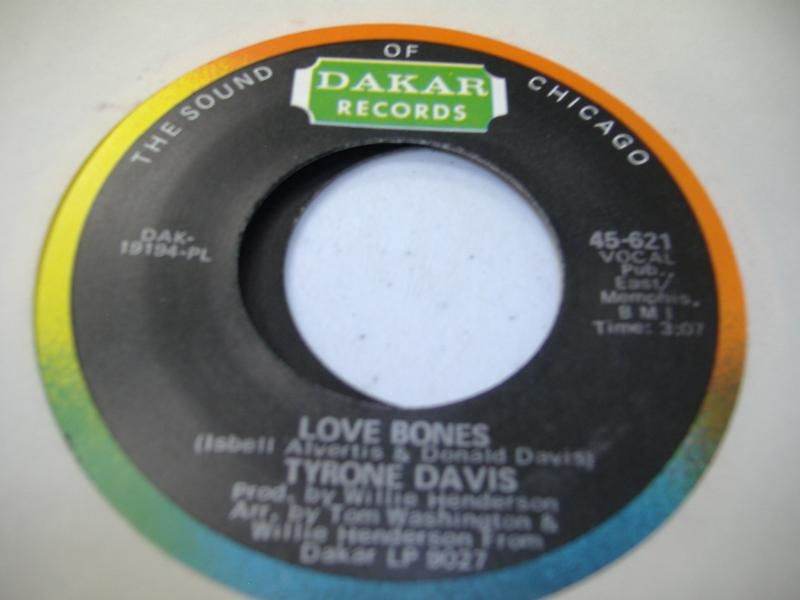 THE SOUND OF CHICAGO
DAKAR
RECORDS
DAK-
19194-PL
45-621
VOCAL
Pub.,
East/
Memphis,
B M I
Time: 3:07
LOVE BONES
(Isbell Alvertis & Donald Davis)
TYRONE DAVIS
Prod. by Willie Henderson
Arr. by Tom Washington &
Willie Henderson From
Dakar LP 9027